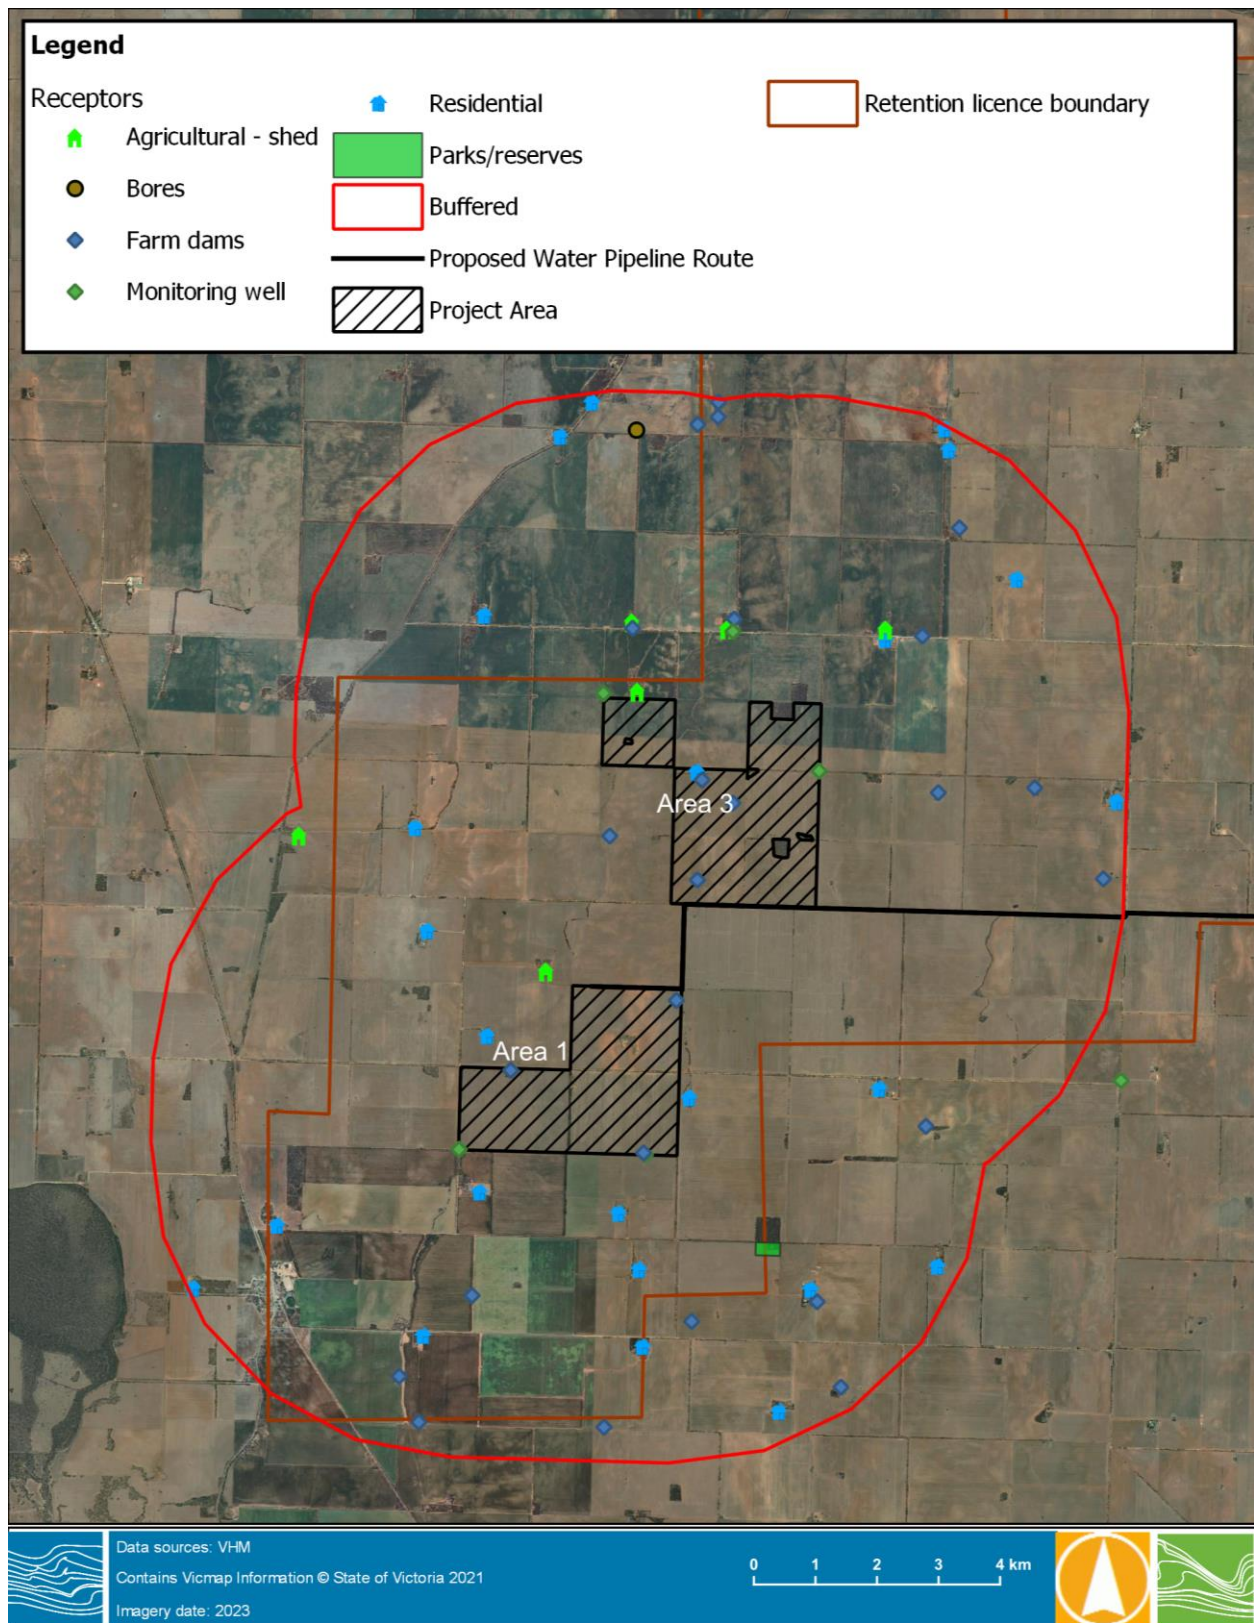 Legend
Receptors
Agricultural - shed
Bores
Farm dams
Monitoring well
Residential
Parks/reserves
Buffered
Proposed Water Pipeline Route
Project Area
Retention licence boundary
Area 3
Area 1
Data sources: VHM
Contains Vicmap Information © State of Victoria 2021
Imagery date: 2023
0 1 2 3 4 km